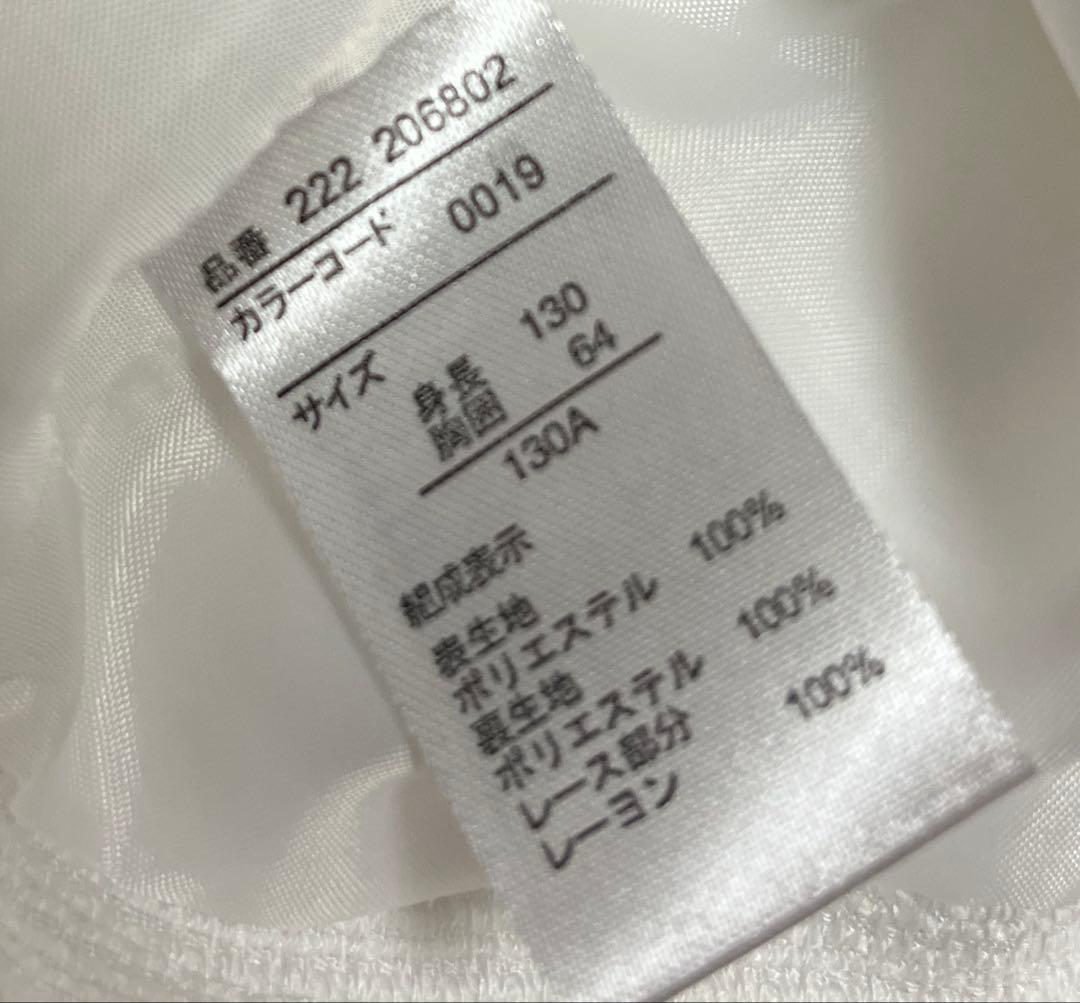 品番 222 206802
カラーコード 0019
サイズ 身長 130
胸囲 64
130A
組成表示
表生地
ポリエステル 100%
裏生地
ポリエステル 100%
レース部分
レーヨン 100%